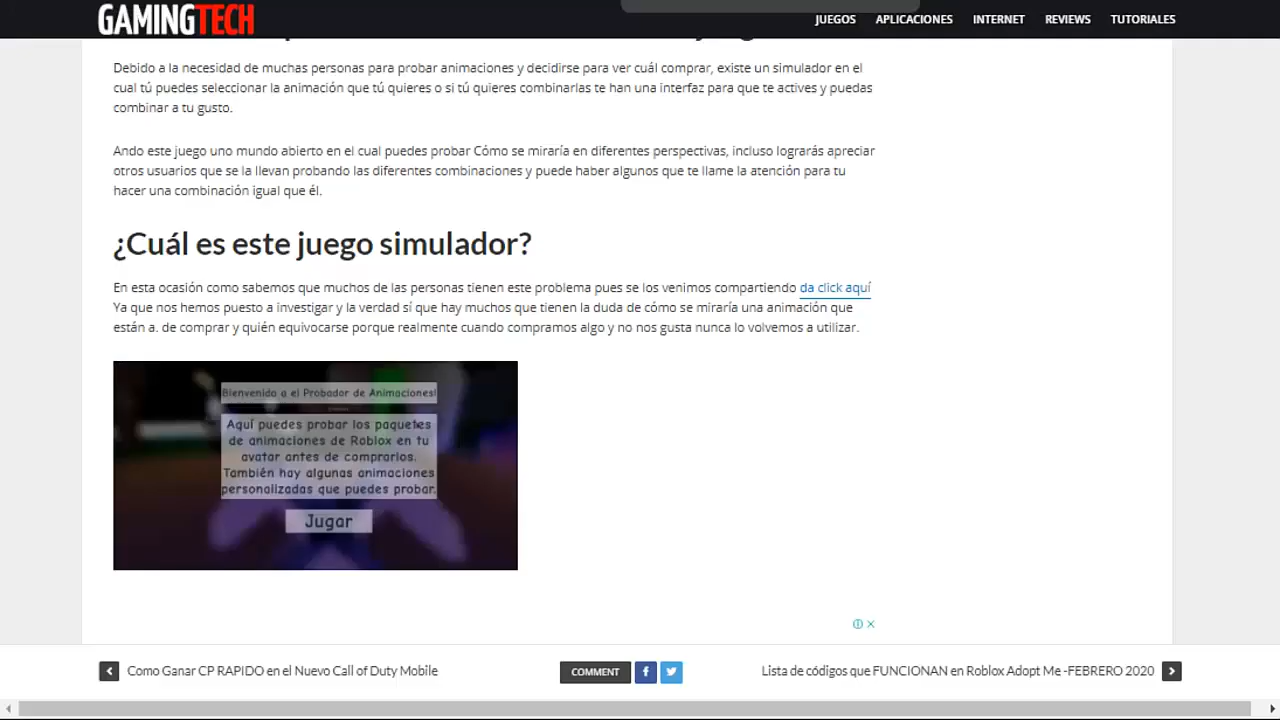 GAMINGTECH
JUEGOS APLICACIONES INTERNET REVIEWS TUTORIALES
Debido a la necesidad de muchas personas para probar animaciones y decidirse para ver cuál comprar, existe un simulador en el
cual tú puedes seleccionar la animación que tú quieres o si tú quieres combinarlas te han una interfaz para que te actives y puedas
combinar a tu gusto.
Ando este juego uno mundo abierto en el cual puedes probar Cómo se miraría en diferentes perspectivas, incluso lograrás apreciar
otros usuarios que se la llevan probando las diferentes combinaciones y puede haber algunos que te llame la atención para tu
hacer una combinación igual que él.
¿Cuál es este juego simulador?
En esta ocasión como sabemos que muchos de las personas tienen este problema pues se los venimos compartiendo da click aquí
Ya que nos hemos puesto a investigar y la verdad sí que hay muchos que tienen la duda de cómo se miraría una animación que
están a. de comprar y quién equivocarse porque realmente cuando compramos algo y no nos gusta nunca lo volvemos a utilizar.
Bienvenido a el Probador de Animaciones!
Aquí puedes probar los paquetes
de animaciones de Roblox en tu
avatar antes de comprarlos.
También hay algunas animaciones
personalizadas que puedes probar.
Jugar
Como Ganar CP RAPIDO en el Nuevo Call of Duty Mobile
COMMENT
Lista de códigos que FUNCIONAN en Roblox Adopt Me -FEBRERO 2020